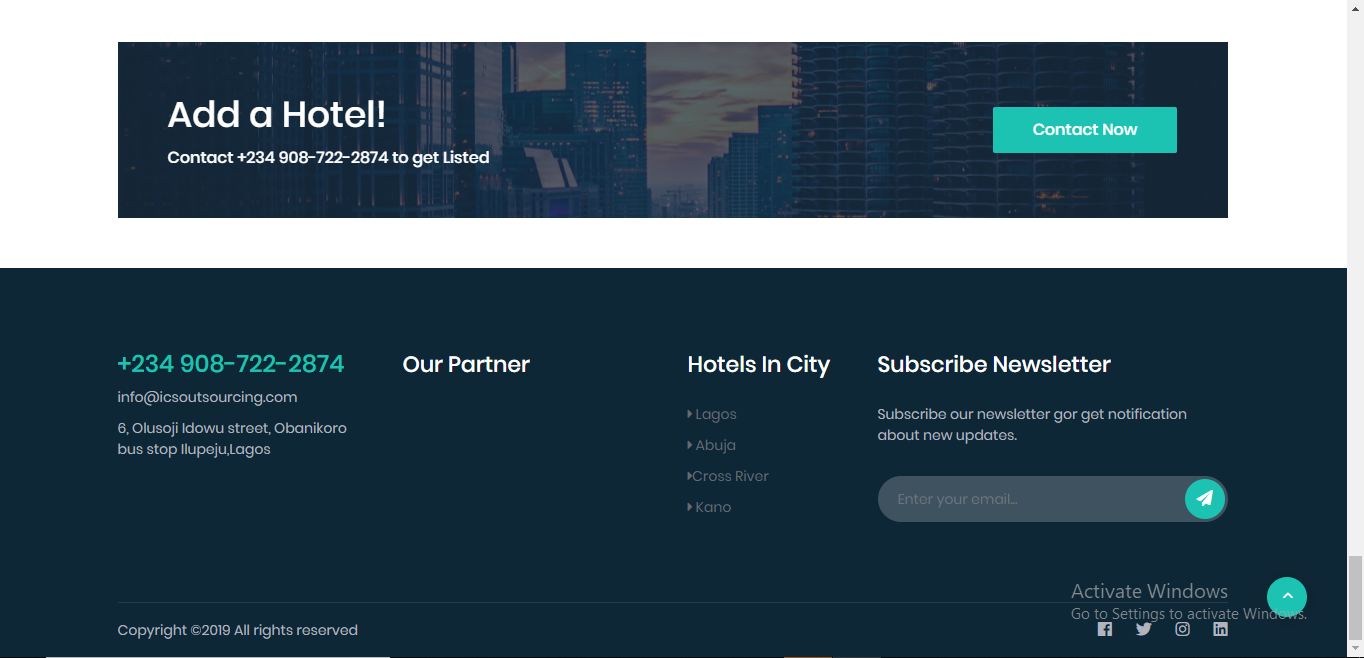 Add a Hotel!
Contact +234 908-722-2874 to get Listed
Contact Now
+234 908-722-2874
info@icsoutsourcing.com
6, Olusoji Idowu street, Obanikoro
bus stop Ilupeju,Lagos
Our Partner
Hotels In City
Lagos
Abuja
Cross River
Kano
Subscribe Newsletter
Subscribe our newsletter gor get notification
about new updates.
Enter your email...
Activate Windows
Go to Settings to activate Windows.
Copyright ©2019 All rights reserved